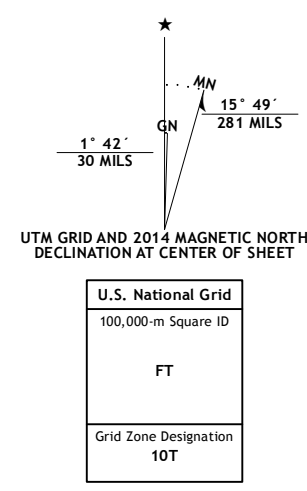 MN
15° 49´
281 MILS
GN
1° 42´
30 MILS
UTM GRID AND 2014 MAGNETIC NORTH
DECLINATION AT CENTER OF SHEET
U.S. National Grid
100,000-m Square ID
FT
Grid Zone Designation
10T